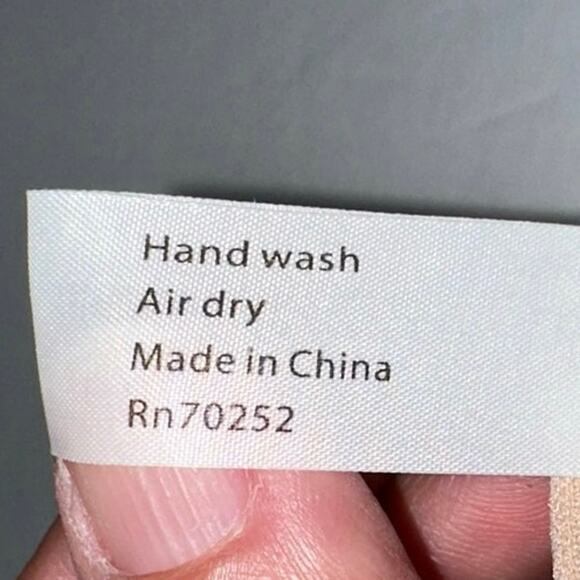 Hand wash
Air dry
Made in China
Rn70252